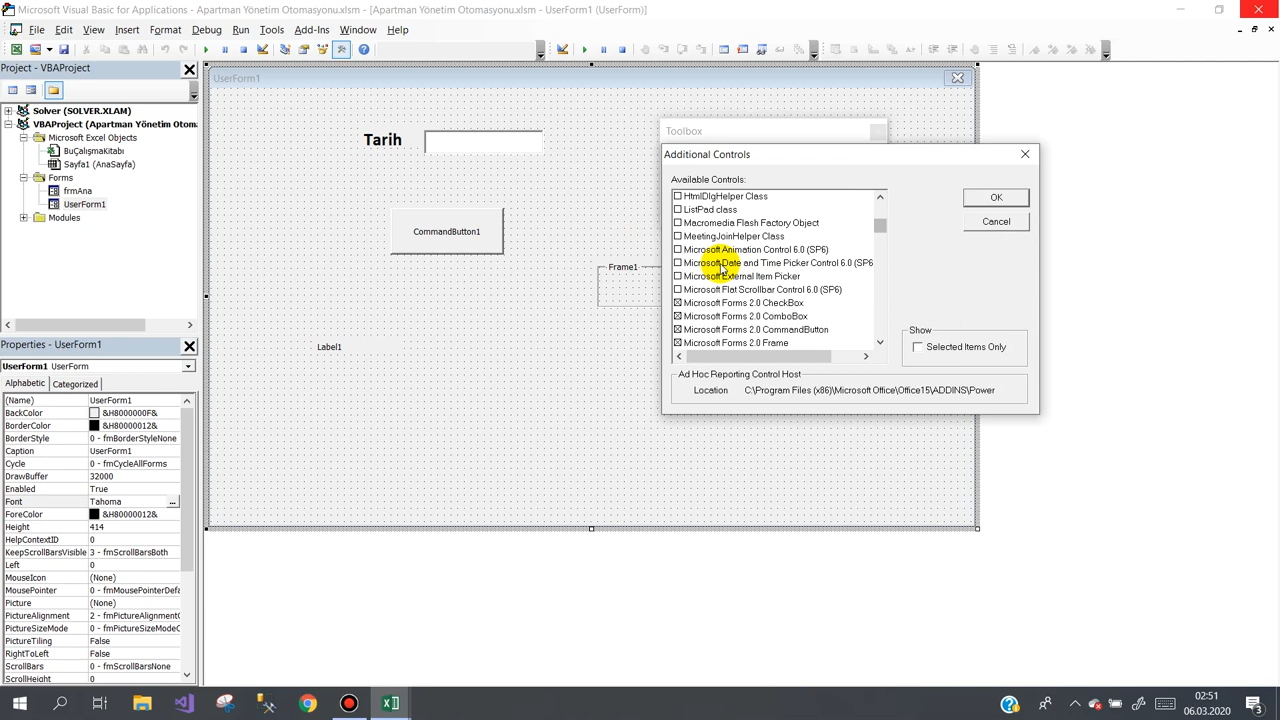 Microsoft Visual Basic for Applications - Apartman Yönetim Otomasyonu.xlsm - [Apartman Yönetim Otomasyonu.xlsm - UserForm1 (UserForm)]
File Edit View Insert Format Debug Run Tools Add-Ins Window Help
Project - VBAProject
Solver (SOLVER.XLAM)
VBAProject (Apartman Yönetim Otom
Microsoft Excel Objects
BuÇalışmaKitabı
Sayfa1 (AnaSayfa)
Forms
frmAna
UserForm1
Modules
Properties - UserForm1
UserForm1 UserForm
Alphabetic Categorized
(Name) UserForm1
BackColor &H8000000F&
BorderColor &H80000012&
BorderStyle 0 - fmBorderStyleNone
Caption UserForm1
Cycle 0 - fmCycleAllForms
DrawBuffer 32000
Enabled True
Font Tahoma ...
ForeColor &H80000012&
Height 414
HelpContextID 0
KeepScrollBarsVisible 3 - fmScrollBarsBoth
Left 0
MouseIcon (None)
MousePointer 0 - fmMousePointerDefa
Picture (None)
PictureAlignment 2 - fmPictureAlignmentC
PictureSizeMode 0 - fmPictureSizeModeC
PictureTiling False
RightToLeft False
ScrollBars 0 - fmScrollBarsNone
ScrollHeight 0
UserForm1
Tarih
CommandButton1
Frame1
Label1
Toolbox
Additional Controls
Available Controls:
HtmlDlgHelper Class
ListPad class
Macromedia Flash Factory Object
MeetingJoinHelper Class
Microsoft Animation Control 6.0 (SP6)
Microsoft Date and Time Picker Control 6.0 (SP6
Microsoft External Item Picker
Microsoft Flat Scrollbar Control 6.0 (SP6)
Microsoft Forms 2.0 CheckBox
Microsoft Forms 2.0 ComboBox
Microsoft Forms 2.0 CommandButton
Microsoft Forms 2.0 Frame
OK
Cancel
Show
Selected Items Only
Ad Hoc Reporting Control Host
Location C:\Program Files (x86)\Microsoft Office\Office15\ADDINS\Power
02:51
06.03.2020
3